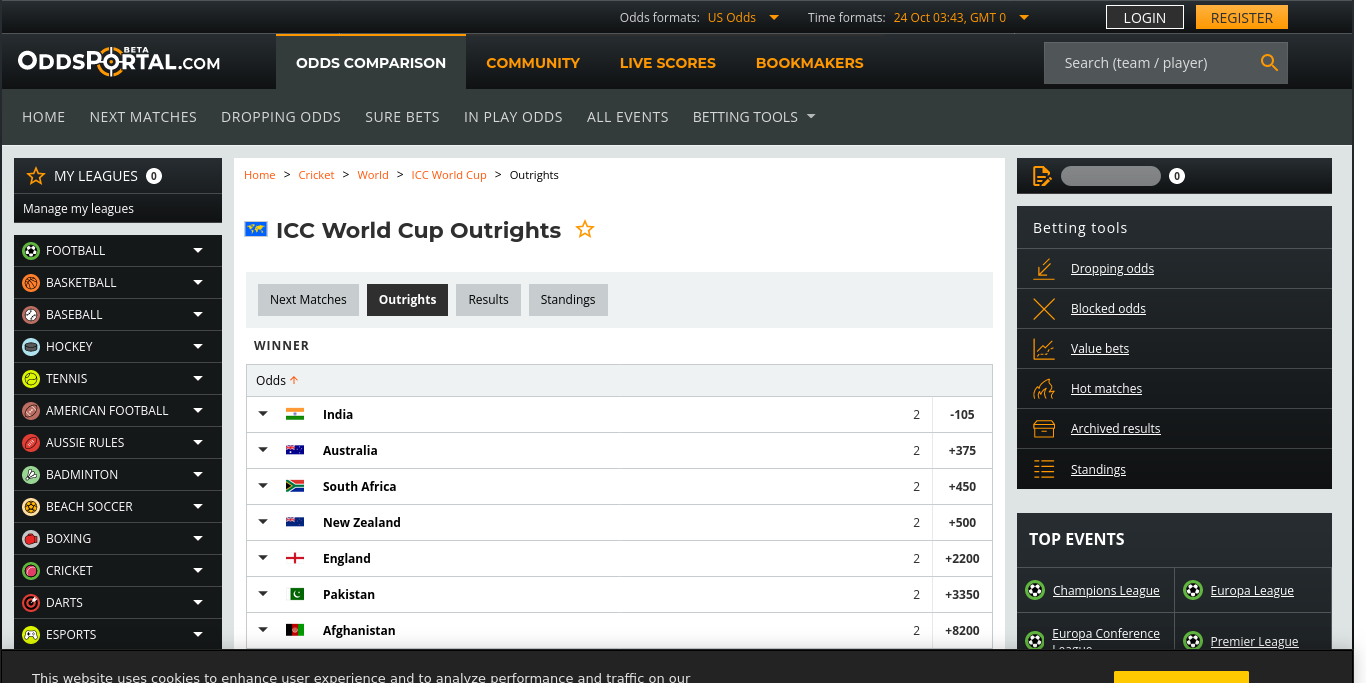 Odds formats: US Odds Time formats: 24 Oct 03:43, GMT 0 LOGIN REGISTER
ODDSPORTAL.COM BETA ODDS COMPARISON COMMUNITY LIVE SCORES BOOKMAKERS Search (team / player)
HOME NEXT MATCHES DROPPING ODDS SURE BETS IN PLAY ODDS ALL EVENTS BETTING TOOLS
MY LEAGUES 0
Manage my leagues
FOOTBALL
BASKETBALL
BASEBALL
HOCKEY
TENNIS
AMERICAN FOOTBALL
AUSSIE RULES
BADMINTON
BEACH SOCCER
BOXING
CRICKET
DARTS
ESPORTS
Home > Cricket > World > ICC World Cup > Outrights
ICC World Cup Outrights
Next Matches Outrights Results Standings
WINNER
Odds
India 2 -105
Australia 2 +375
South Africa 2 +450
New Zealand 2 +500
England 2 +2200
Pakistan 2 +3350
Afghanistan 2 +8200
0
Betting tools
Dropping odds
Blocked odds
Value bets
Hot matches
Archived results
Standings
TOP EVENTS
Champions League Europa League
Europa Conference
League Premier League
This website uses cookies to enhance user experience and to analyze performance and traffic on our